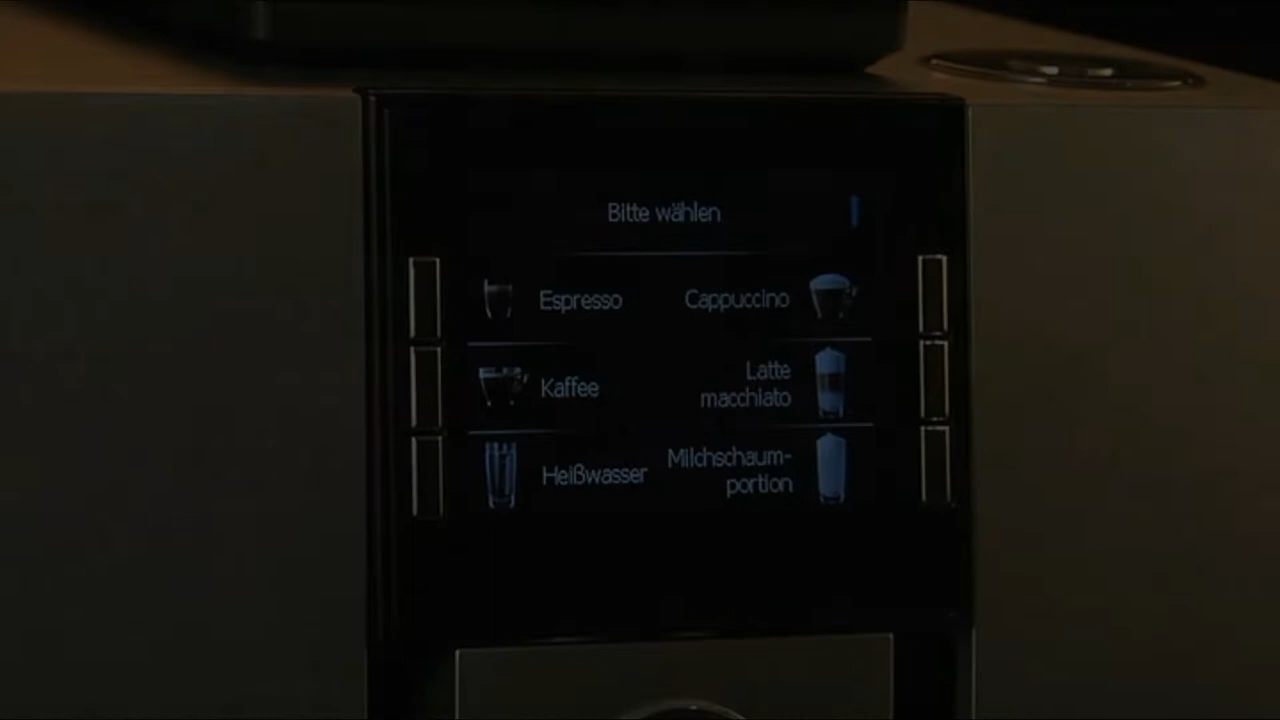 Bitte wählen
Espresso
Cappuccino
Kaffee
Latte
macchiato
Heißwasser
Milchschaum-
portion